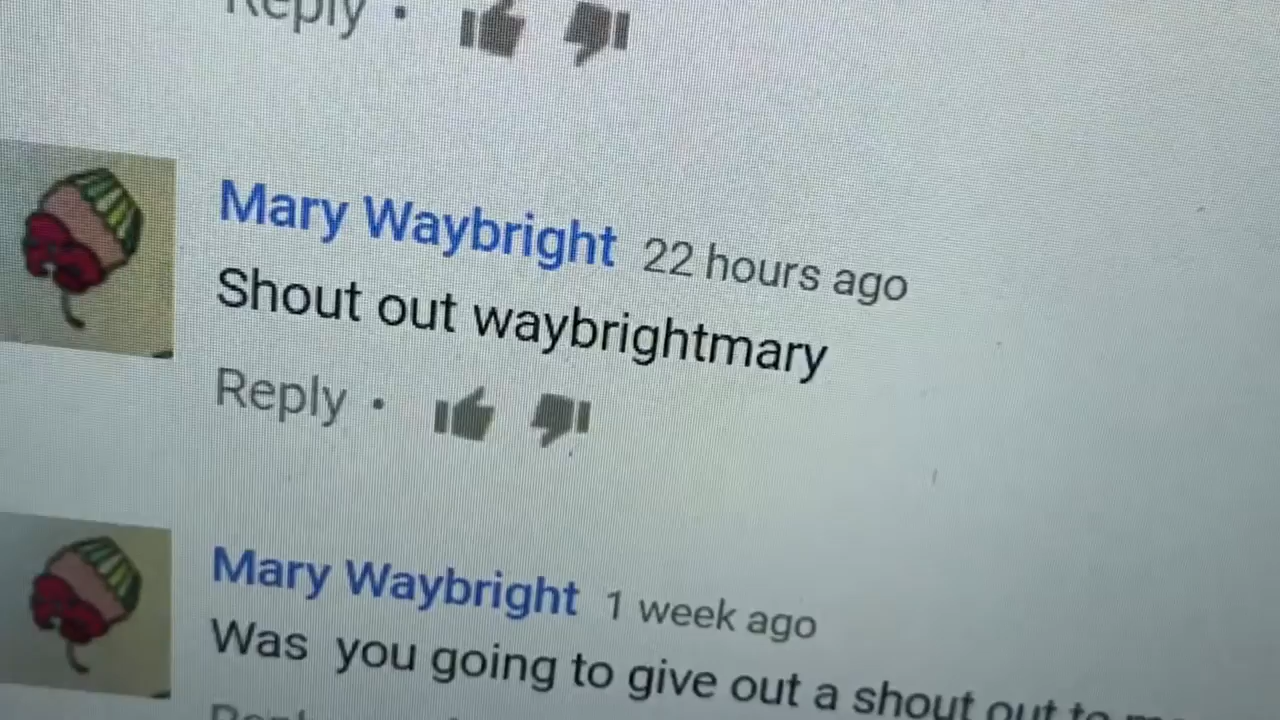 Reply •
Mary Waybright 22 hours ago
Shout out waybrightmary
Reply •
Mary Waybright 1 week ago
Was you going to give out a shout out to